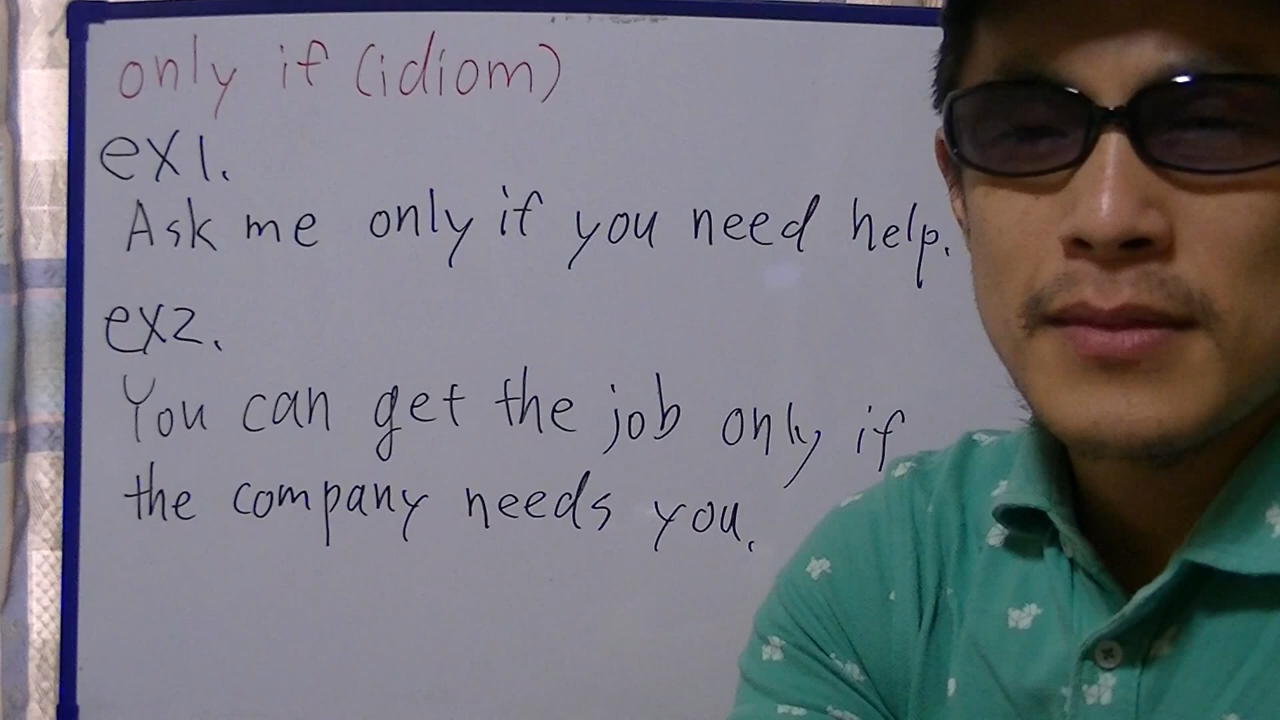 only if (idiom)
ex1.
Ask me only if you need help.
ex2.
You can get the job only if
the company needs you.